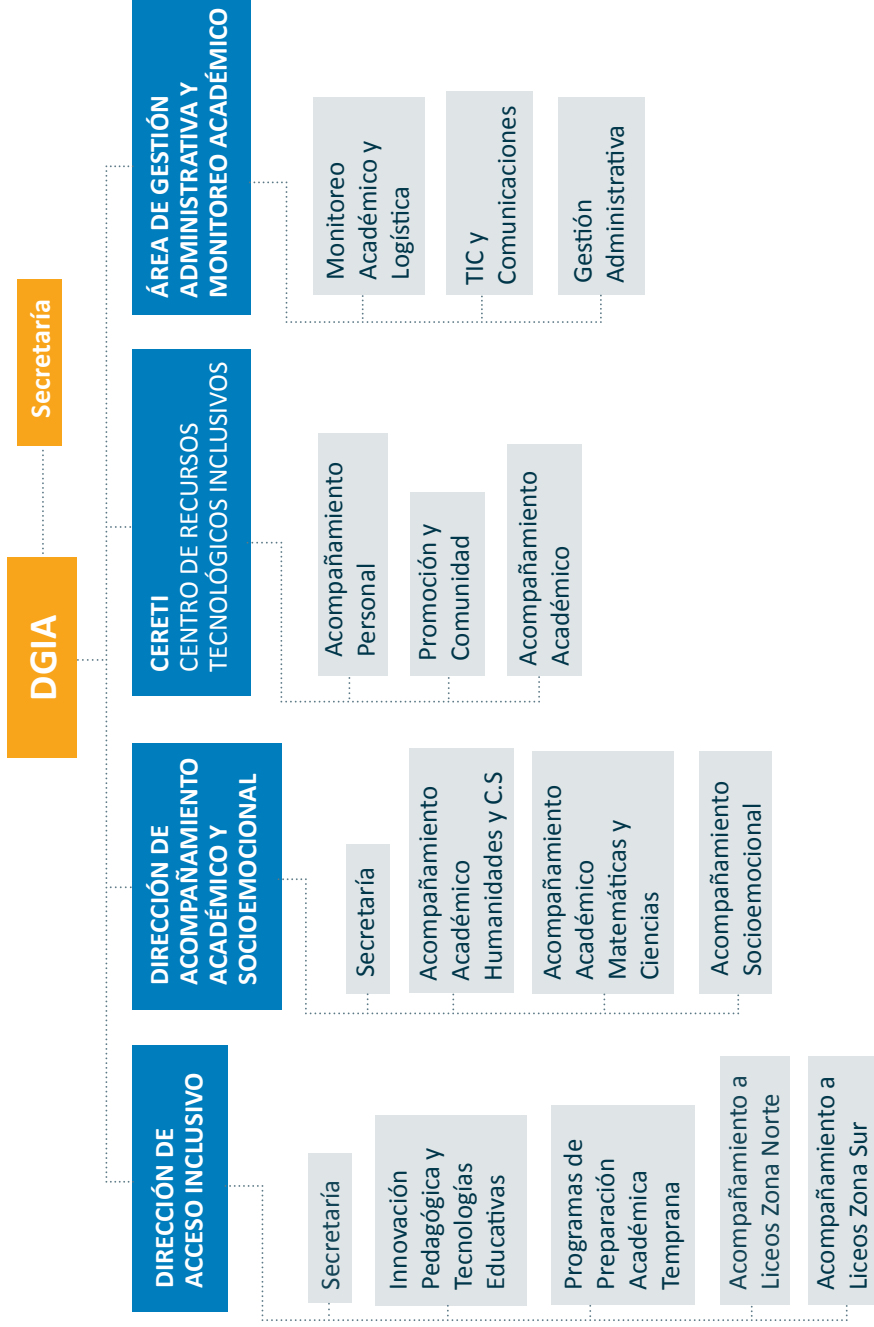 DGIA
Secretaría
DIRECCIÓN DE
ACCESO INCLUSIVO
Secretaría
Innovación
Pedagógica y
Tecnologías
Educativas
Programas de
Preparación
Académica
Temprana
Acompañamiento a
Liceos Zona Norte
Acompañamiento a
Liceos Zona Sur
DIRECCIÓN DE
ACOMPAÑAMIENTO
ACADÉMICO Y
SOCIOEMOCIONAL
Secretaría
Acompañamiento
Académico
Humanidades y C.S
Acompañamiento
Académico
Matemáticas y
Ciencias
Acompañamiento
Socioemocional
CERETI
CENTRO DE RECURSOS
TECNOLÓGICOS INCLUSIVOS
Acompañamiento
Personal
Promoción y
Comunidad
Acompañamiento
Académico
ÁREA DE GESTIÓN
ADMINISTRATIVA Y
MONITOREO ACADÉMICO
Monitoreo
Académico y
Logística
TIC y
Comunicaciones
Gestión
Administrativa